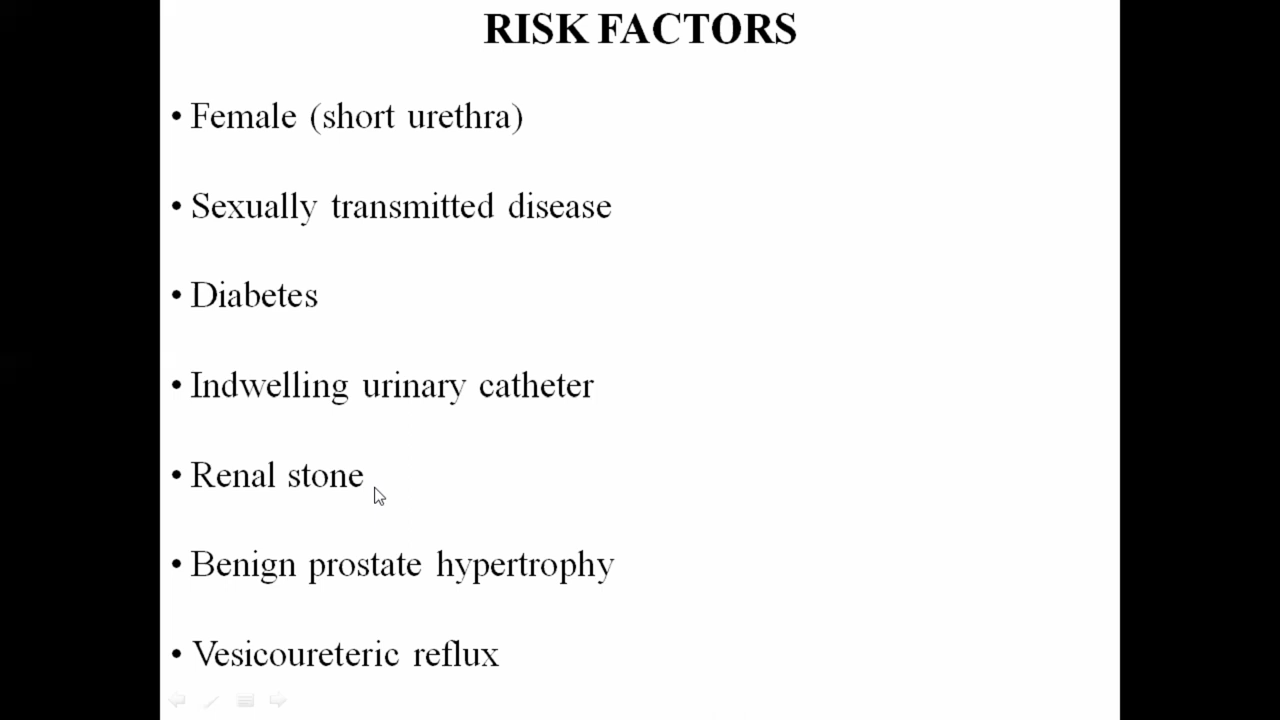 RISK FACTORS
• Female (short urethra)
• Sexually transmitted disease
• Diabetes
• Indwelling urinary catheter
• Renal stone
• Benign prostate hypertrophy
• Vesicoureteric reflux